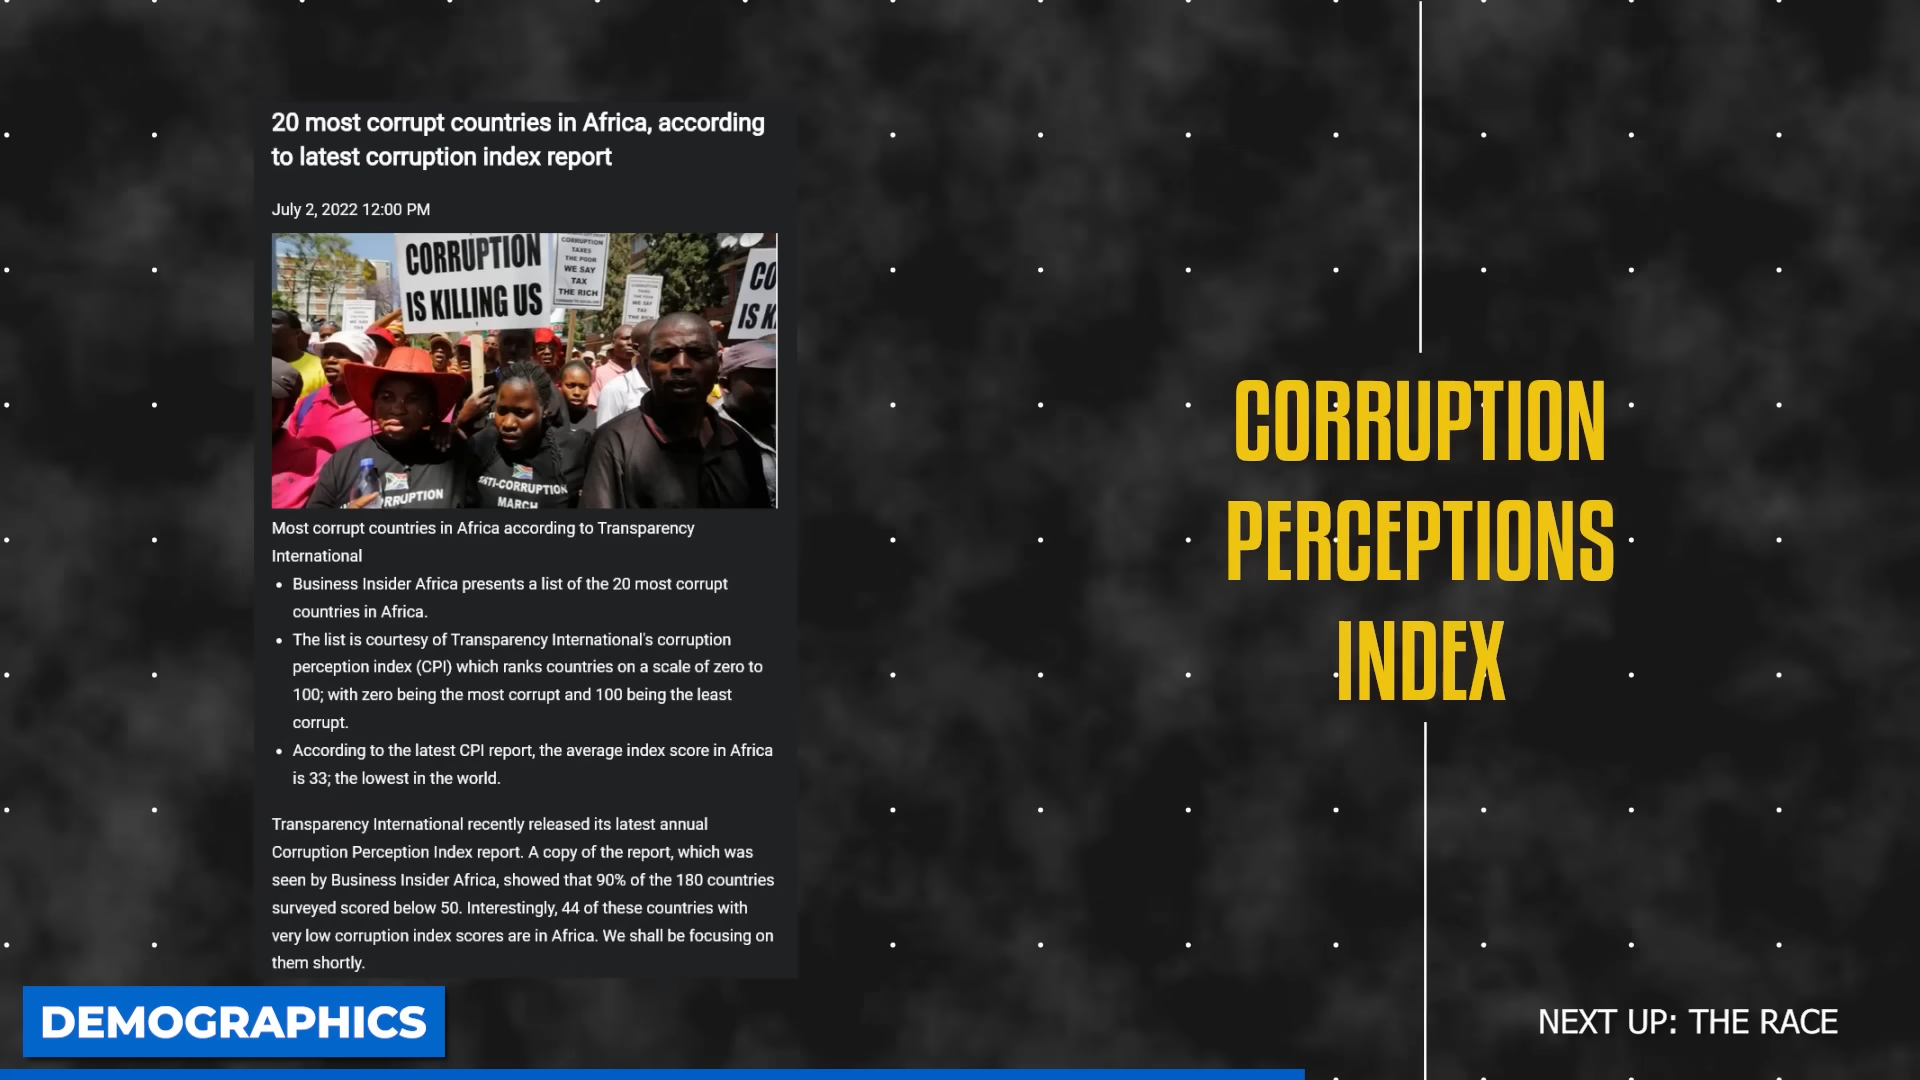 20 most corrupt countries in Africa, according
to latest corruption index report
July 2, 2022 12:00 PM
CORRUPTION
IS KILLING US
CORRUPTION
TAXES
THE POOR
WE SAY
TAX
THE RICH
WE SAY
TAX
THE RICH
CO
IS K
RRUPTION
NTI-CORRUPTION
MARCH
Most corrupt countries in Africa according to Transparency
International
• Business Insider Africa presents a list of the 20 most corrupt
countries in Africa.
• The list is courtesy of Transparency International's corruption
perception index (CPI) which ranks countries on a scale of zero to
100; with zero being the most corrupt and 100 being the least
corrupt.
• According to the latest CPI report, the average index score in Africa
is 33; the lowest in the world.
Transparency International recently released its latest annual
Corruption Perception Index report. A copy of the report, which was
seen by Business Insider Africa, showed that 90% of the 180 countries
surveyed scored below 50. Interestingly, 44 of these countries with
very low corruption index scores are in Africa. We shall be focusing on
them shortly.
CORRUPTION
PERCEPTIONS
INDEX
DEMOGRAPHICS
NEXT UP: THE RACE